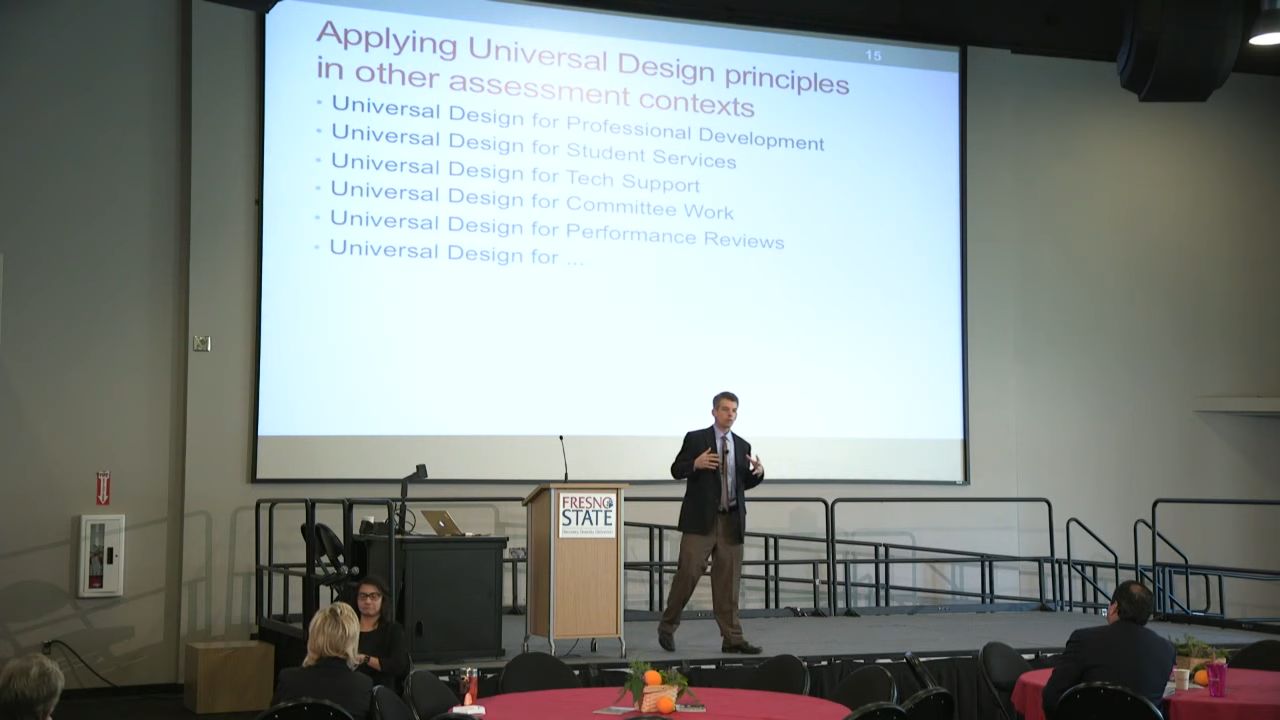 15
Applying Universal Design principles
in other assessment contexts
• Universal Design for Professional Development
• Universal Design for Student Services
• Universal Design for Tech Support
• Universal Design for Committee Work
• Universal Design for Performance Reviews
• Universal Design for ...
FRESNO
STATE